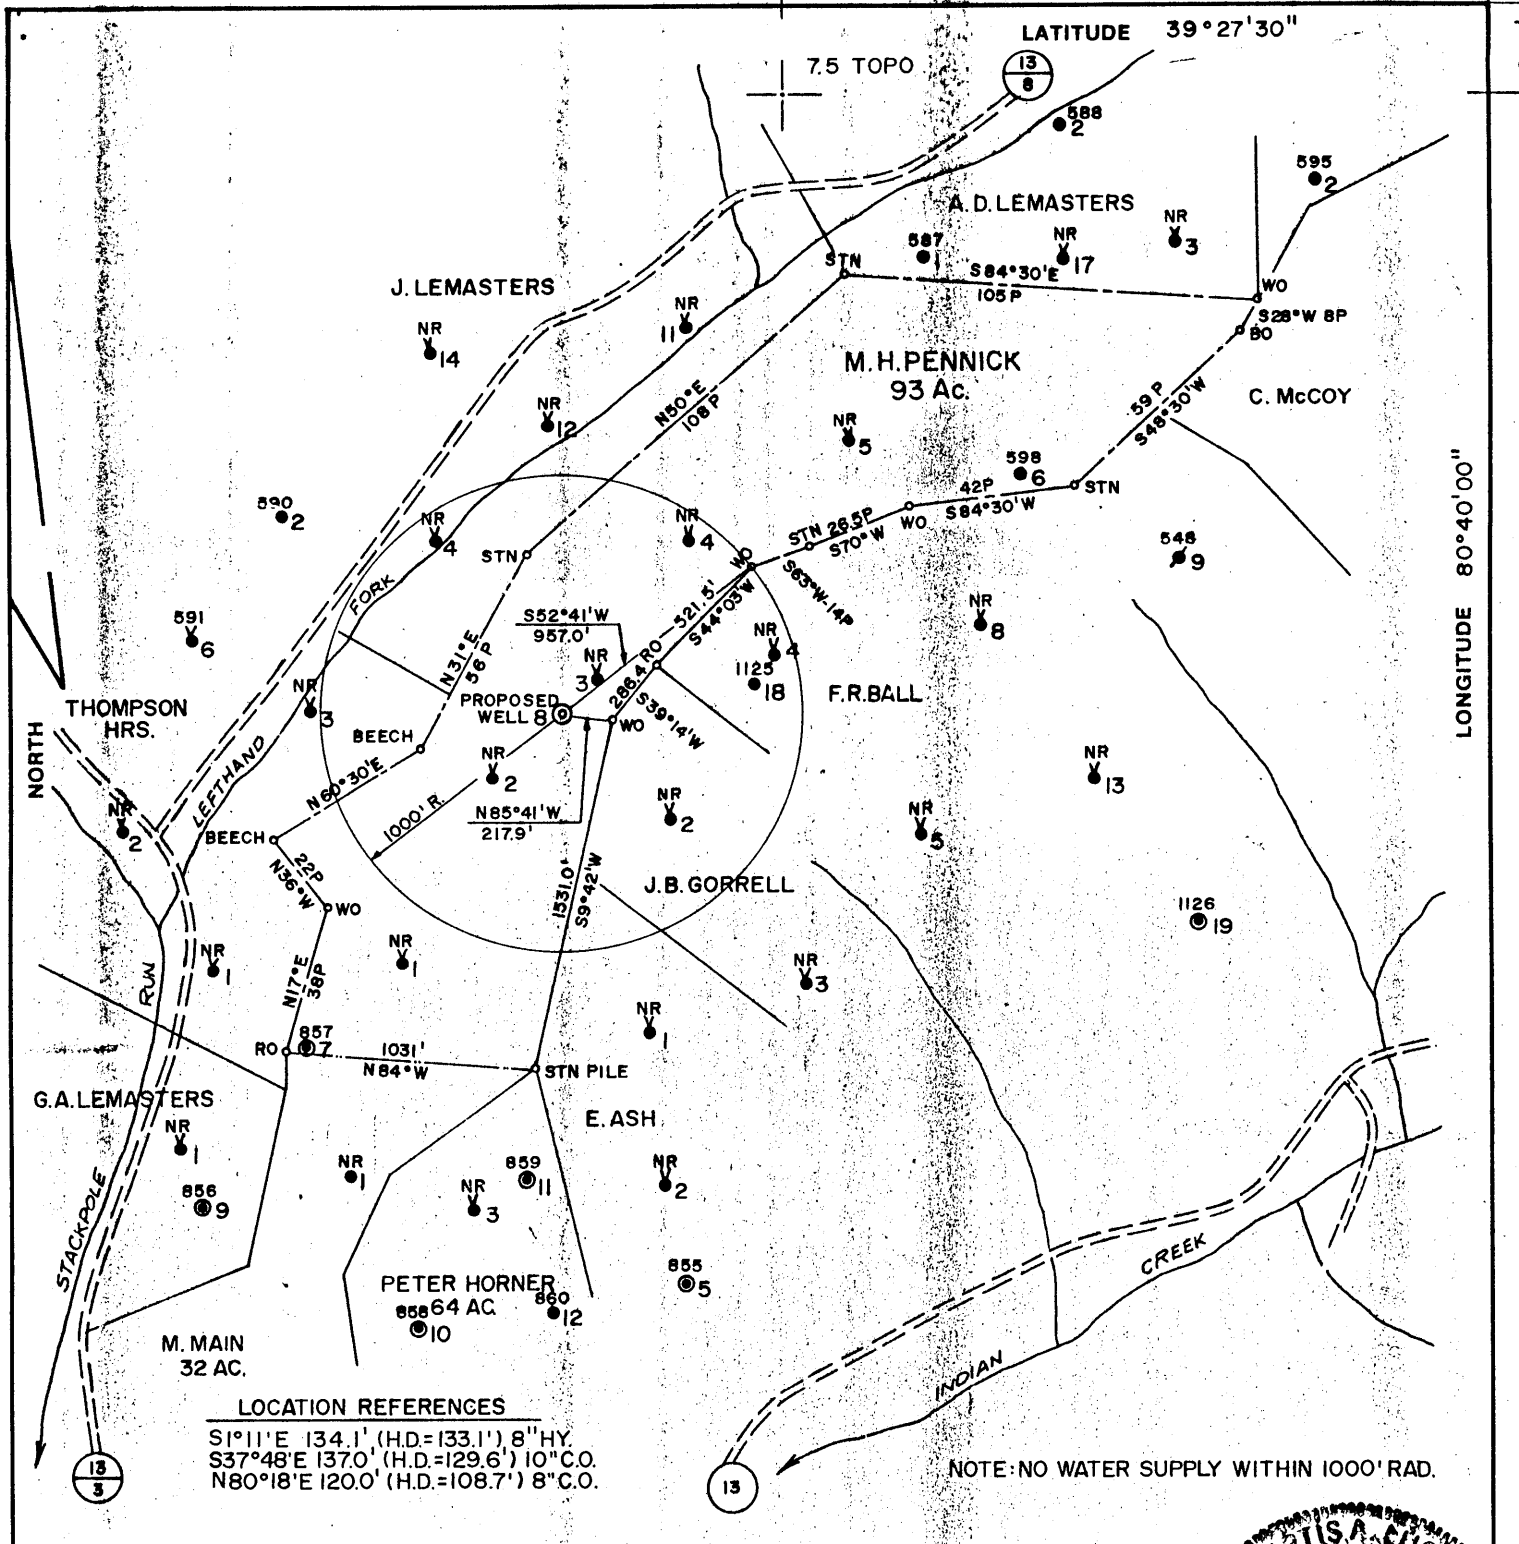 LATITUDE 39°27'30"
7.5 TOPO
13
8
588
2
595
2
A.D. LEMASTERS
NR
3
587
1
NR
17
STN
S84°30'E
105 P
WO
S28°W 8P
BO
J. LEMASTERS
NR
14
NR
11
M.H. PENNICK
93 Ac.
C. McCOY
N50°E
108 P
59 P
S48°30'W
NR
12
NR
5
598
6
42P
S84°30'W
STN
WO
STN 26.5P
S70°W
S63°W-14P
590
2
NR
4
STN
NR
4
WO
548
9
FORK
321.5'
S44°03'W
S52°41'W
957.0'
591
6
N31°E
56 P
NR
3
RO
286.4
S39°14'W
NR
4
1125
18
NR
8
F.R. BALL
LONGITUDE 80°40'00"
THOMPSON
HRS.
NR
3
PROPOSED
WELL 8
WO
BEECH
NORTH
LEFTHAND
N60°30'E
NR
2
1000' R.
N85°41'W
217.9'
NR
2
NR
13
NR
5
NR
2
BEECH
22P
N36°W
WO
1531.0'
S9°42'W
J.B. GORRELL
1126
19
NR
1
RUN
N17°E
38P
NR
1
NR
3
NR
1
RO
857
7
1031'
N84°W
STN PILE
G.A. LEMASTERS
NR
1
E. ASH
856
9
NR
1
NR
3
859
11
NR
2
STACKPOLE
CREEK
855
5
PETER HORNER
64 AC.
858
10
860
12
M. MAIN
32 AC.
INDIAN
LOCATION REFERENCES
S1°11'E 134.1' (H.D.=133.1') 8"HY.
S37°48'E 137.0' (H.D.=129.6') 10"C.O.
N80°18'E 120.0' (H.D.=108.7') 8"C.O.
13
3
13
NOTE: NO WATER SUPPLY WITHIN 1000' RAD.